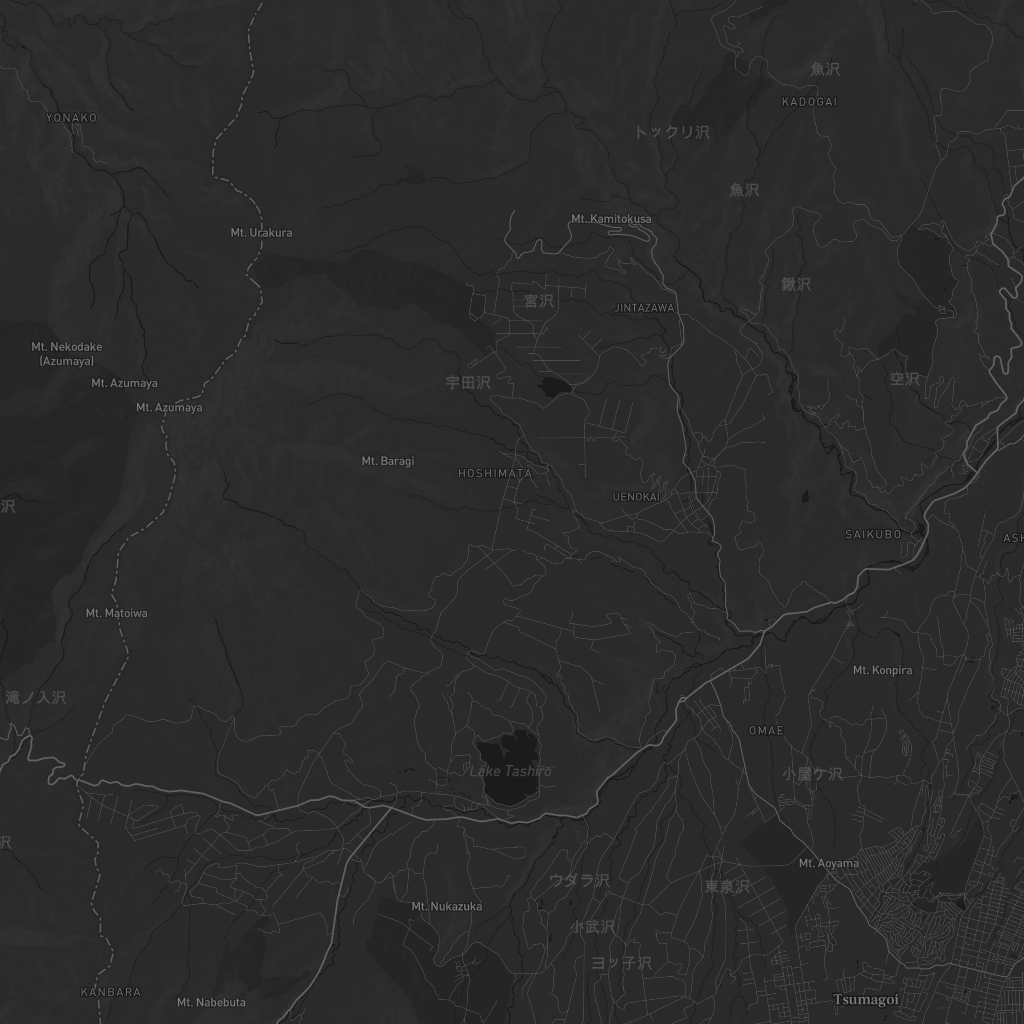 魚沢
KADOGAI
YONAKO
トックリ沢
魚沢
Mt. Kamitokusa
Mt. Urakura
鍬沢
宮沢
JINTAZAWA
Mt. Nekodake
(Azumaya)
Mt. Azumaya
宇田沢
空沢
Mt. Azumaya
Mt. Baragi
HOSHIMATA
UENOKAI
沢
SAIKUBO
ASH
Mt. Matoiwa
Mt. Konpira
滝ノ入沢
OMAE
Lake Tashiro
小屋ケ沢
沢
Mt. Aoyama
ウダラ沢
東泉沢
Mt. Nukazuka
小武沢
ヨッ子沢
KANBARA
Mt. Nabebuta
Tsumagoi